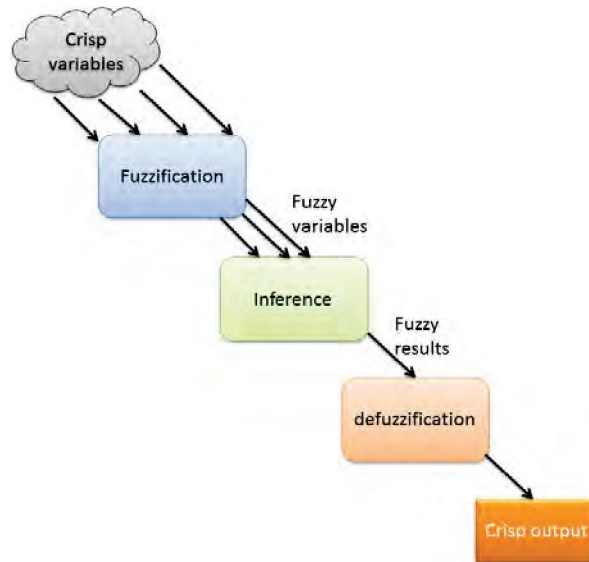 Crisp
variables
Fuzzification
Fuzzy
variables
Inference
Fuzzy
results
defuzzification
Crisp output